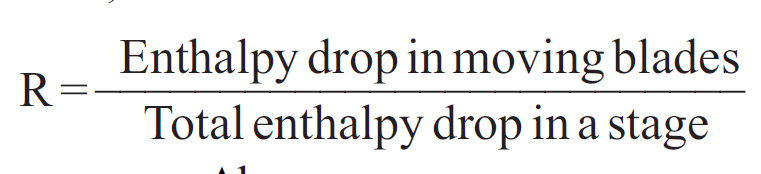 R = Enthalpy drop in moving blades
Total enthalpy drop in a stage